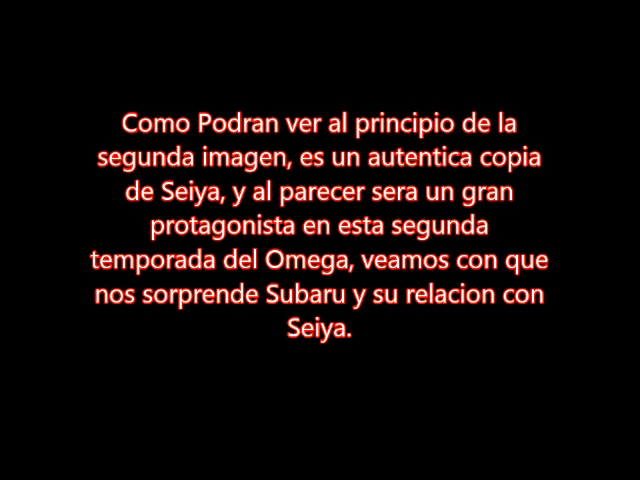 Como Podran ver al principio de la
segunda imagen, es un autentica copia
de Seiya, y al parecer sera un gran
protagonista en esta segunda
temporada del Omega, veamos con que
nos sorprende Subaru y su relacion con
Seiya.